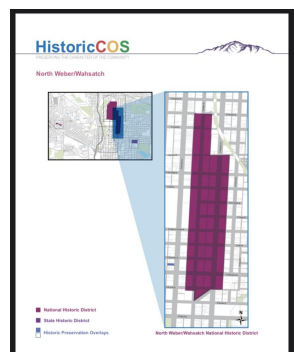 HistoricCOS
PRESERVING THE CHARACTER OF THE COMMUNITY
North Weber/Wahsatch
National Historic District
State Historic District
Historic Preservation Overlays
N
North Weber/Wahsatch National Historic District